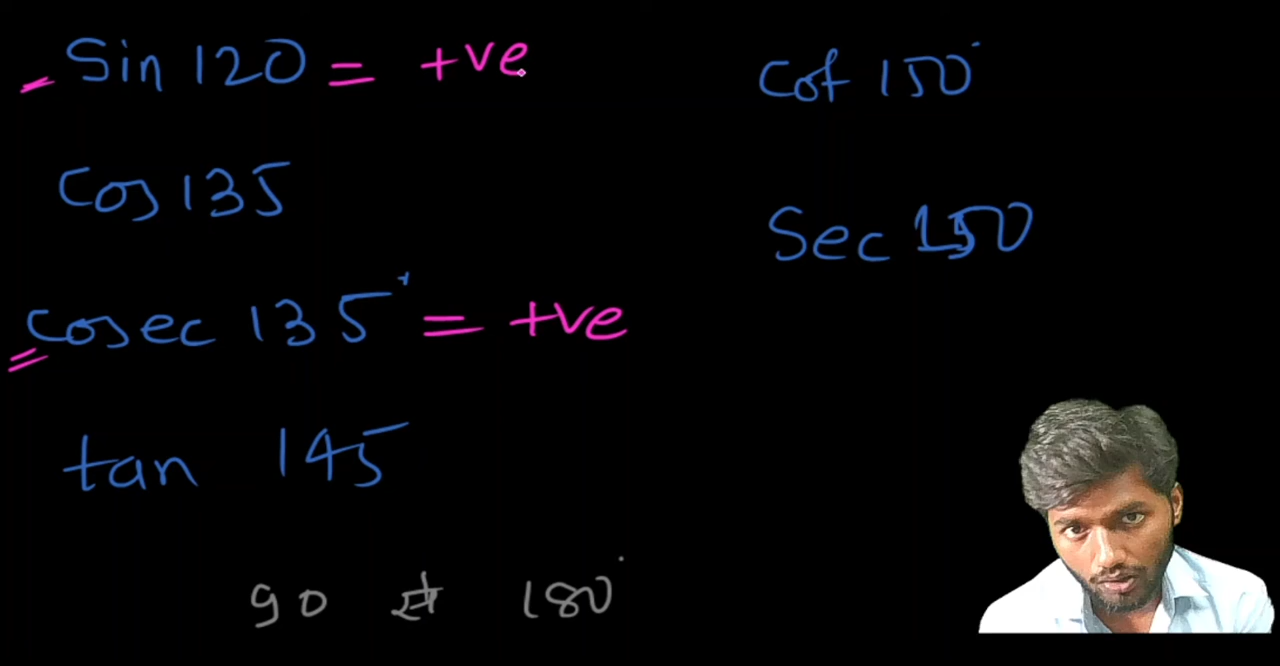 Sin 120 = +ve
Cos 135
Cosec 135° = +ve
tan 145
90 से 180°
Cot 150°
Sec 150